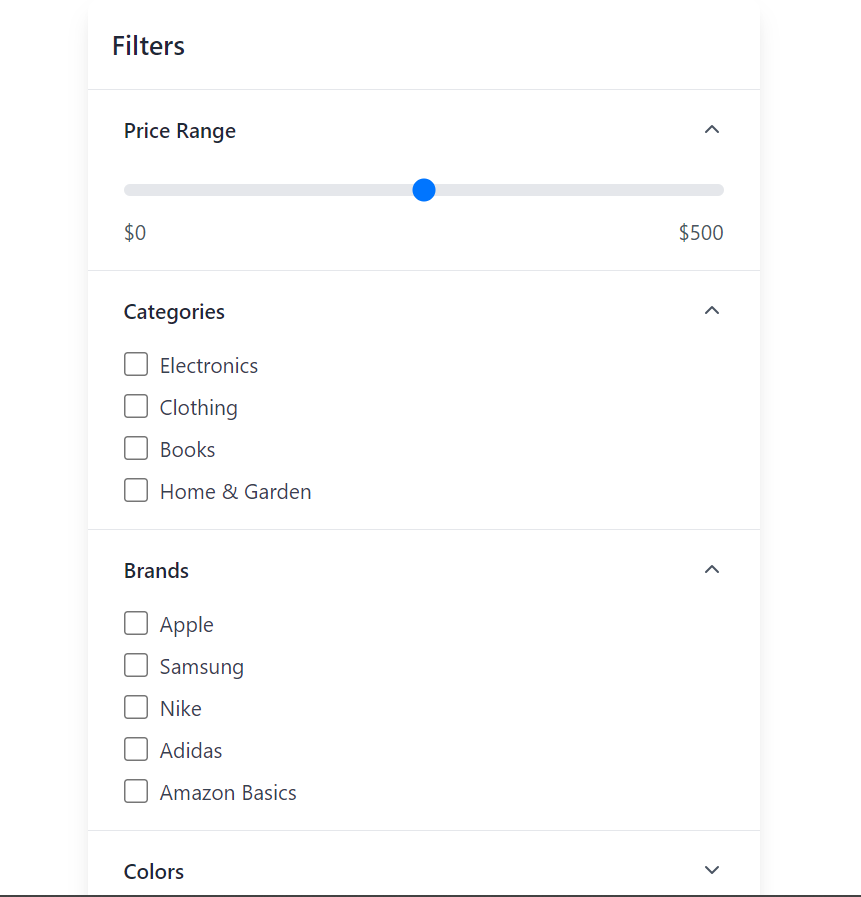 Filters
Price Range
$0 $500
Categories
Electronics
Clothing
Books
Home & Garden
Brands
Apple
Samsung
Nike
Adidas
Amazon Basics
Colors